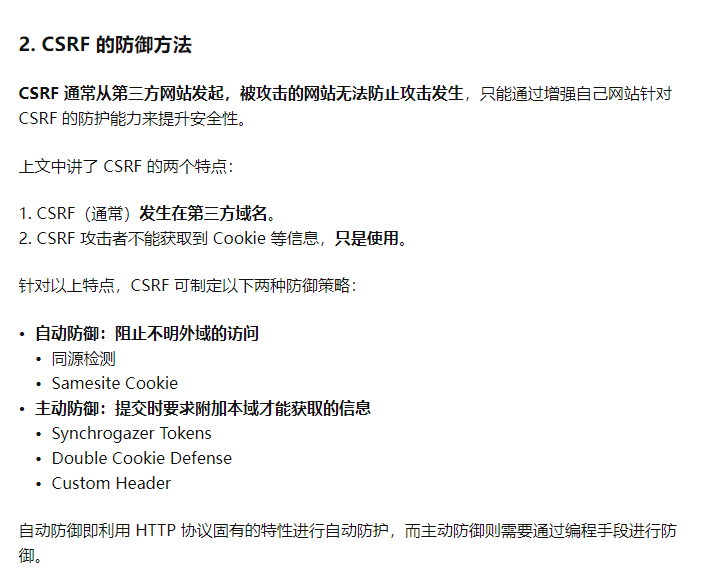 2. CSRF 的防御方法
CSRF 通常从第三方网站发起，被攻击的网站无法防止攻击发生，只能通过增强自己网站针对
CSRF 的防护能力来提升安全性。
上文中讲了 CSRF 的两个特点：
1. CSRF（通常）发生在第三方域名。
2. CSRF 攻击者不能获取到 Cookie 等信息，只是使用。
针对以上特点，CSRF 可制定以下两种防御策略：
• 自动防御：阻止不明外域的访问
• 同源检测
• Samesite Cookie
• 主动防御：提交时要求附加本域才能获取的信息
• Synchrogazer Tokens
• Double Cookie Defense
• Custom Header
自动防御即利用 HTTP 协议固有的特性进行自动防护，而主动防御则需要通过编程手段进行防
御。